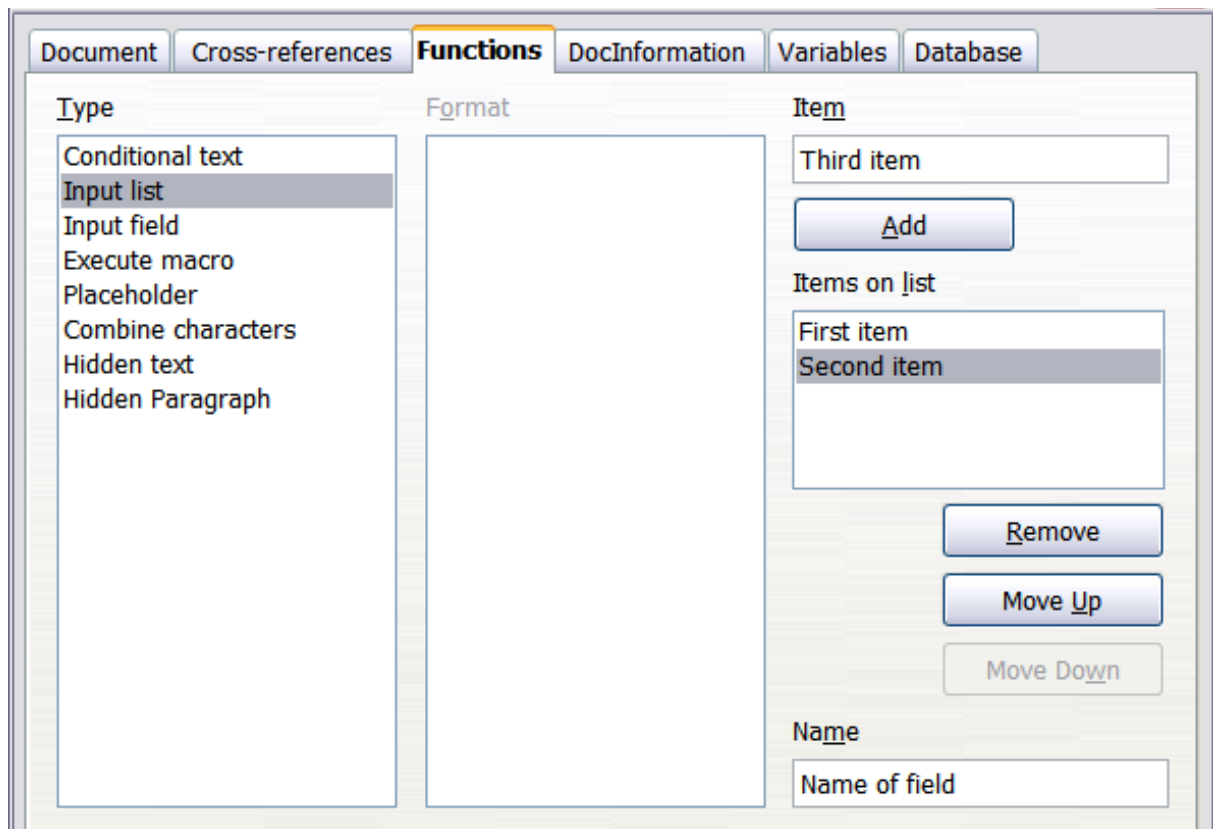 Document Cross-references Functions DocInformation Variables Database
Type
Conditional text
Input list
Input field
Execute macro
Placeholder
Combine characters
Hidden text
Hidden Paragraph
Format
Item
Third item
Add
Items on list
First item
Second item
Remove
Move Up
Move Down
Name
Name of field